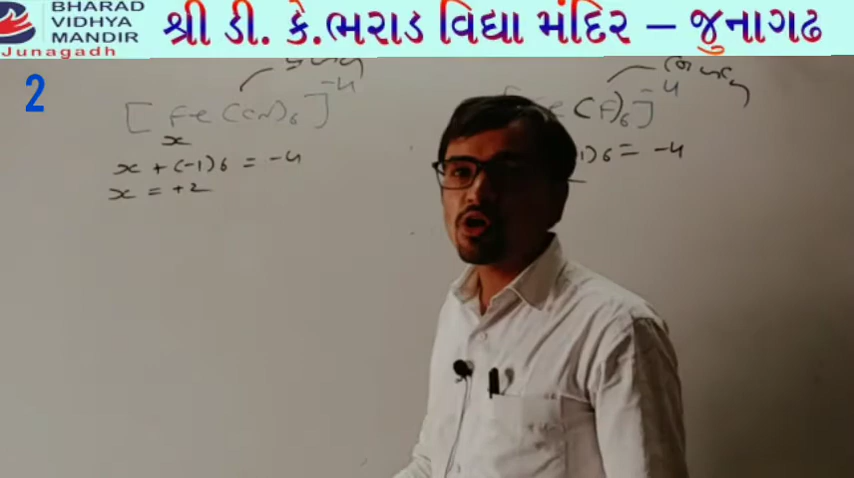 BHARAD
VIDHYA
MANDIR
Junagadh
શ્રી ડી. કે.ભરાડ વિદ્યા મંદિર – જુનાગઢ
2
[Fe(CN)6]-4
x
x + (-1)6 = -4
x = +2
(F)6]-4
1)6 = -4